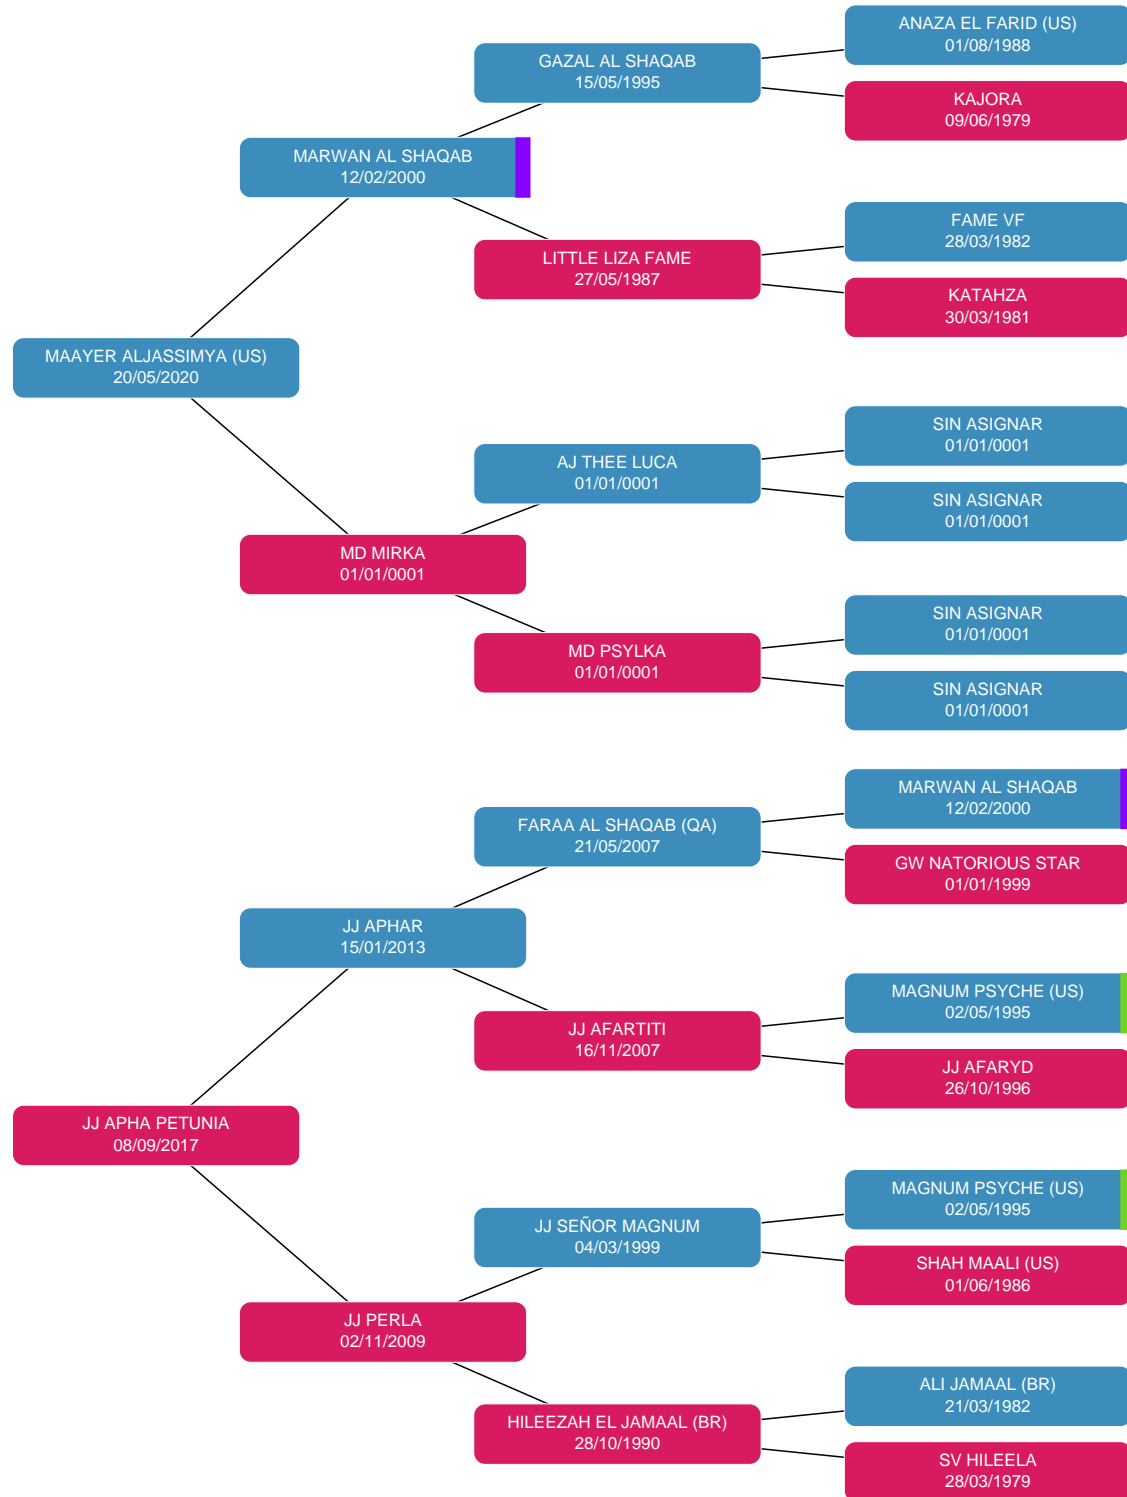 ANAZA EL FARID (US)
01/08/1988
GAZAL AL SHAQAB
15/05/1995
KAJORA
09/06/1979
MARWAN AL SHAQAB
12/02/2000
FAME VF
28/03/1982
LITTLE LIZA FAME
27/05/1987
KATAHZA
30/03/1981
MAAYER ALJASSIMYA (US)
20/05/2020
SIN ASIGNAR
01/01/0001
AJ THEE LUCA
01/01/0001
SIN ASIGNAR
01/01/0001
MD MIRKA
01/01/0001
SIN ASIGNAR
01/01/0001
MD PSYLKA
01/01/0001
SIN ASIGNAR
01/01/0001
MARWAN AL SHAQAB
12/02/2000
FARAA AL SHAQAB (QA)
21/05/2007
GW NATORIOUS STAR
01/01/1999
JJ APHAR
15/01/2013
MAGNUM PSYCHE (US)
02/05/1995
JJ AFARTITI
16/11/2007
JJ AFARYD
26/10/1996
JJ APHA PETUNIA
08/09/2017
MAGNUM PSYCHE (US)
02/05/1995
JJ SEÑOR MAGNUM
04/03/1999
SHAH MAALI (US)
01/06/1986
JJ PERLA
02/11/2009
ALI JAMAAL (BR)
21/03/1982
HILEEZAH EL JAMAAL (BR)
28/10/1990
SV HILEELA
28/03/1979